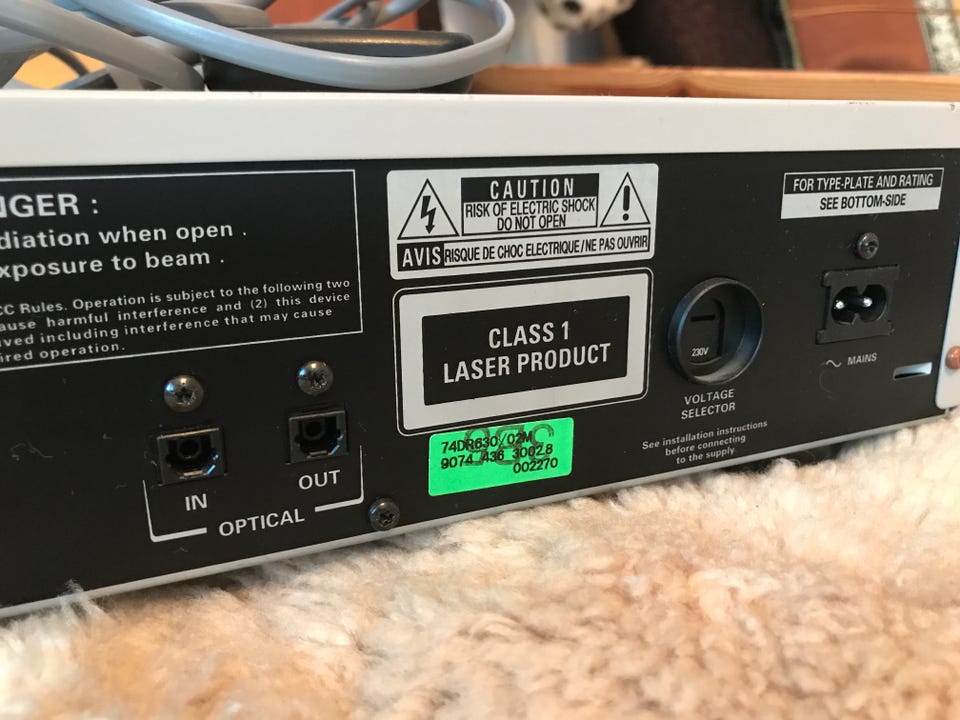 NGER :
diation when open .
xposure to beam .
CC Rules. Operation is subject to the following two
ause harmful interference and (2) this device
ved including interference that may cause
ired operation.
CAUTION
RISK OF ELECTRIC SHOCK
DO NOT OPEN
AVIS RISQUE DE CHOC ELECTRIQUE/NE PAS OUVRIR
CLASS 1
LASER PRODUCT
FOR TYPE-PLATE AND RATING
SEE BOTTOM-SIDE
230V
VOLTAGE
SELECTOR
See installation instructions
before connecting
to the supply.
~ MAINS
IN
OUT
OPTICAL
74DR630/02M
9074 436 30028
002270